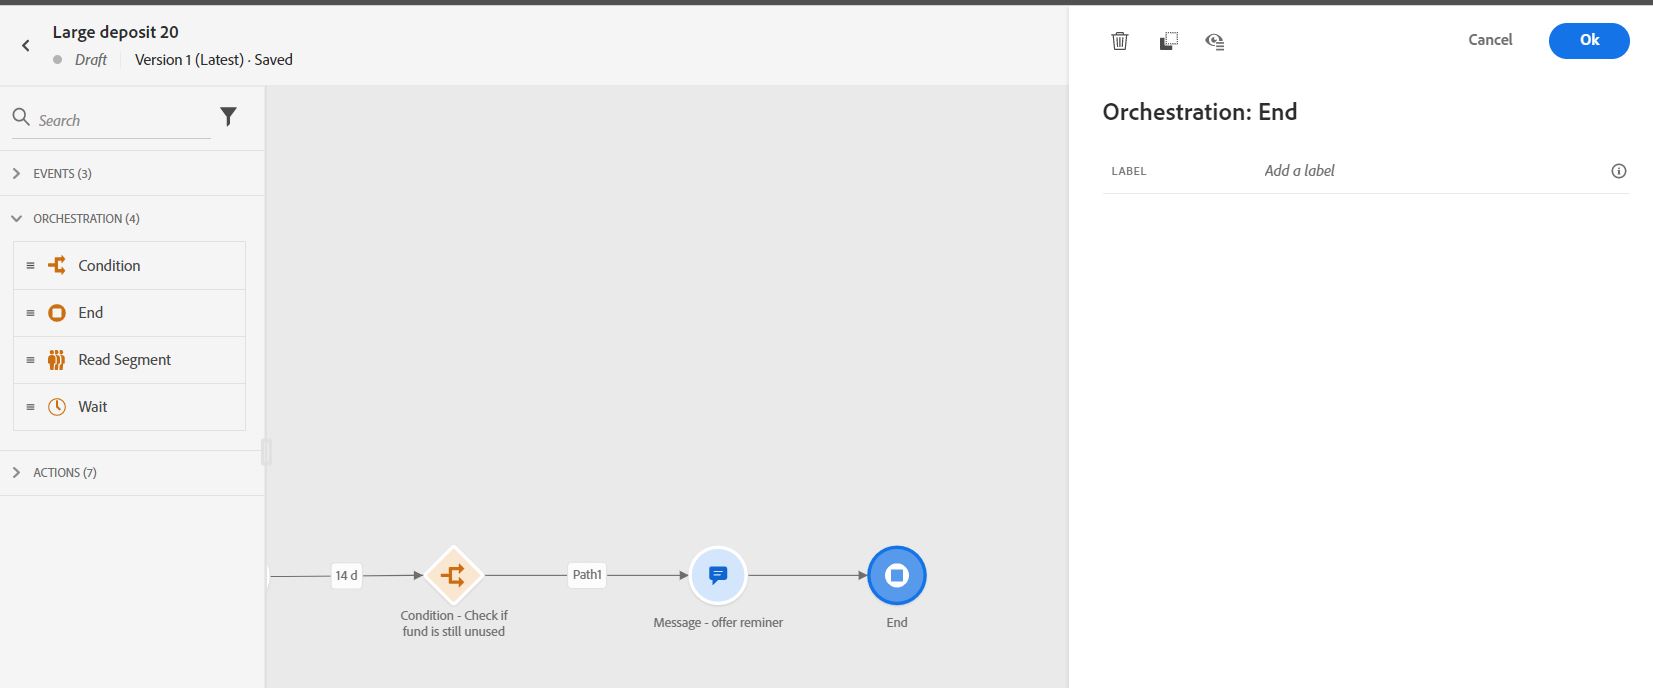 Large deposit 20
Draft
Version 1 (Latest) · Saved
Cancel
Ok
Search
EVENTS (3)
ORCHESTRATION (4)
Condition
End
Read Segment
Wait
ACTIONS (7)
Orchestration: End
LABEL
Add a label
14 d
Condition - Check if
fund is still unused
Path1
Message - offer reminer
End